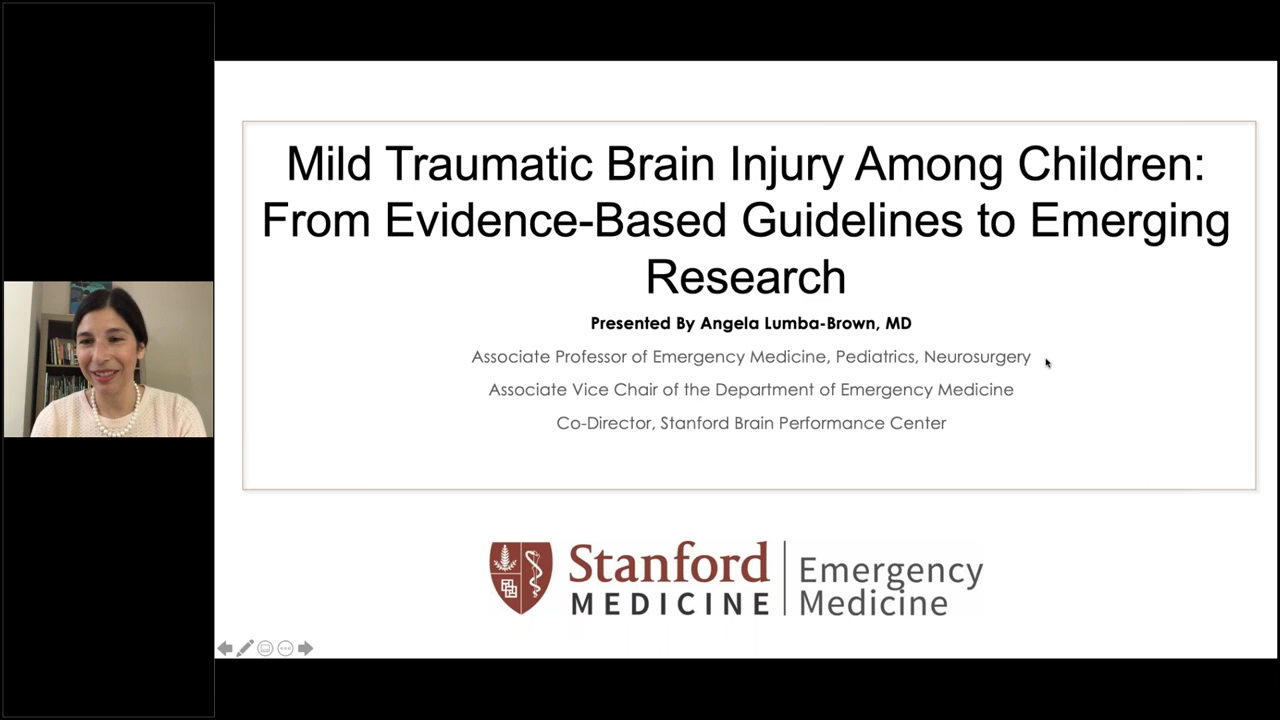 Mild Traumatic Brain Injury Among Children:
From Evidence-Based Guidelines to Emerging
Research
Presented By Angela Lumba-Brown, MD
Associate Professor of Emergency Medicine, Pediatrics, Neurosurgery
Associate Vice Chair of the Department of Emergency Medicine
Co-Director, Stanford Brain Performance Center
Stanford
MEDICINE
Emergency
Medicine